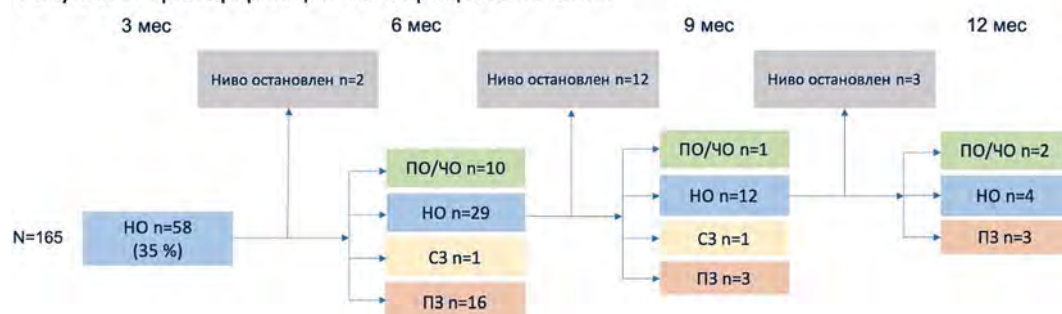 3 мес 6 мес 9 мес 12 мес
Ниво остановлен n=2 Ниво остановлен n=12 Ниво остановлен n=3
ПО/ЧО n=10 ПО/ЧО n=1 ПО/ЧО n=2
N=165 НО n=58 НО n=29 НО n=12 НО n=4
(35 %)
СЗ n=1 СЗ n=1 ПЗ n=3
ПЗ n=16 ПЗ n=3